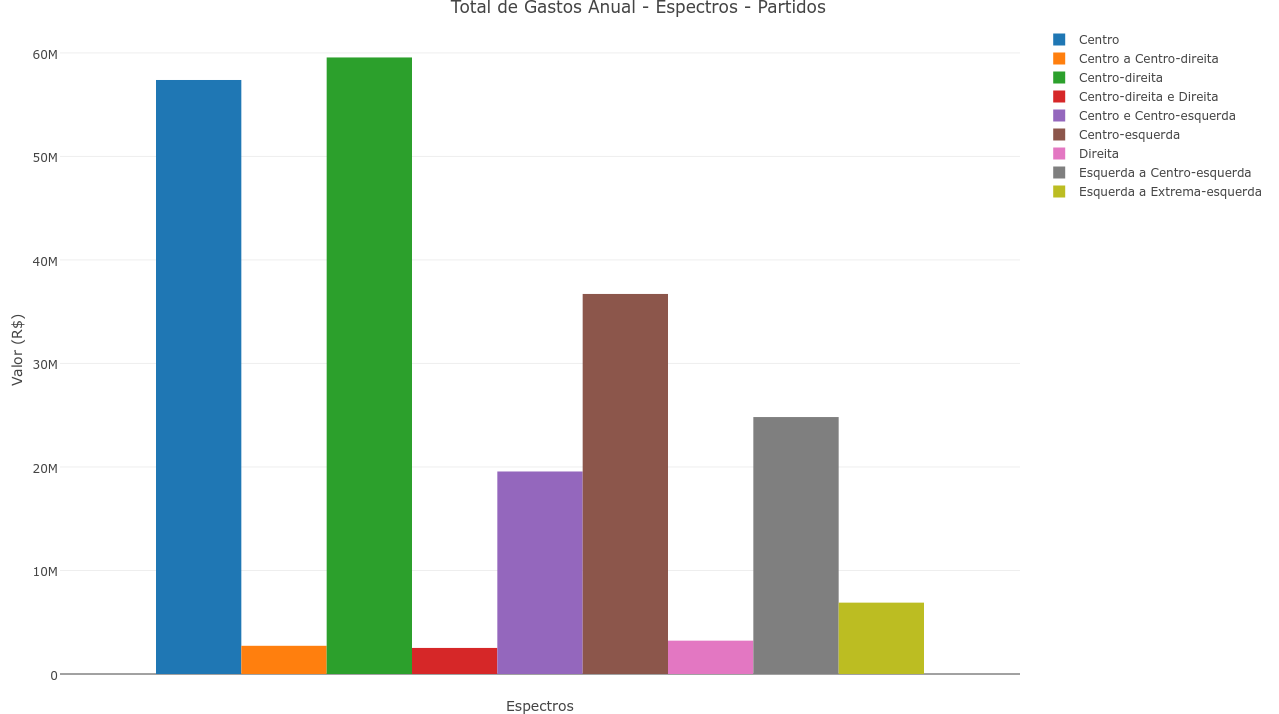 Total de Gastos Anual - Espectros - Partidos
Centro
Centro a Centro-direita
Centro-direita
Centro-direita e Direita
Centro e Centro-esquerda
Centro-esquerda
Direita
Esquerda a Centro-esquerda
Esquerda a Extrema-esquerda
60M
50M
40M
30M
20M
10M
0
Valor (R$)
Espectros